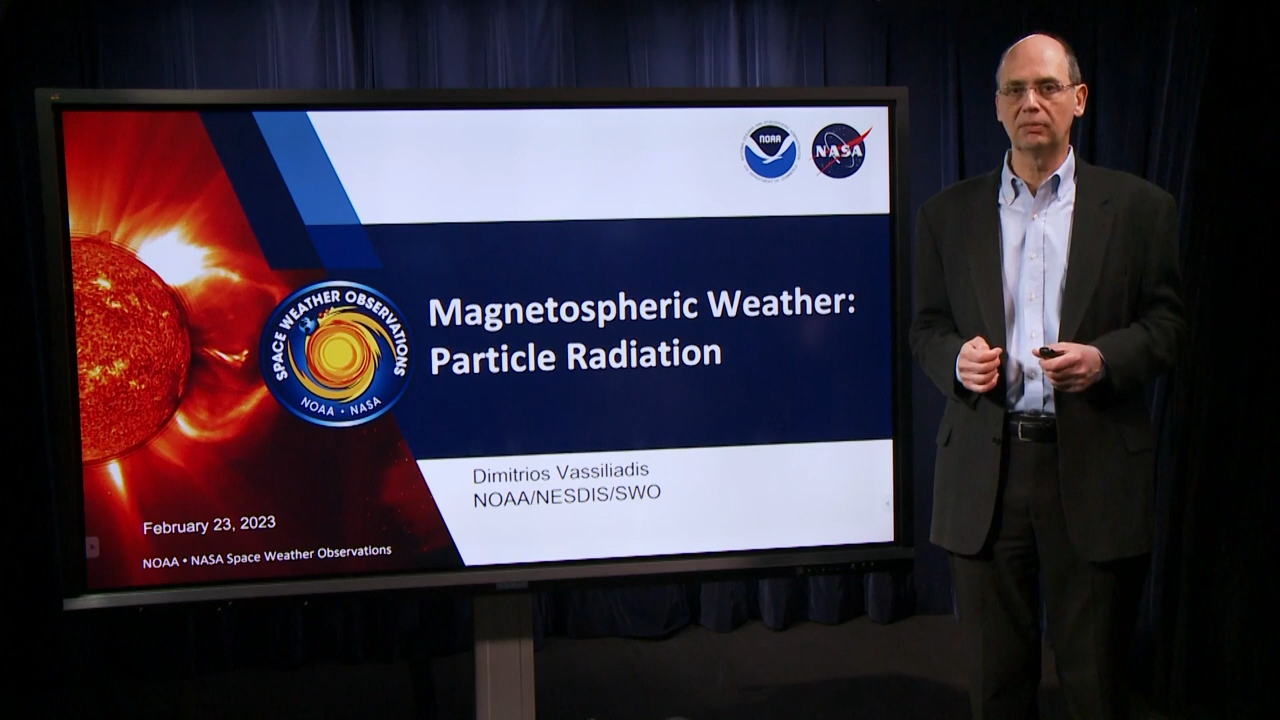 NOAA
NASA
SPACE WEATHER OBSERVATIONS
NOAA • NASA
Magnetospheric Weather:
Particle Radiation
Dimitrios Vassiliadis
NOAA/NESDIS/SWO
February 23, 2023
NOAA • NASA Space Weather Observations